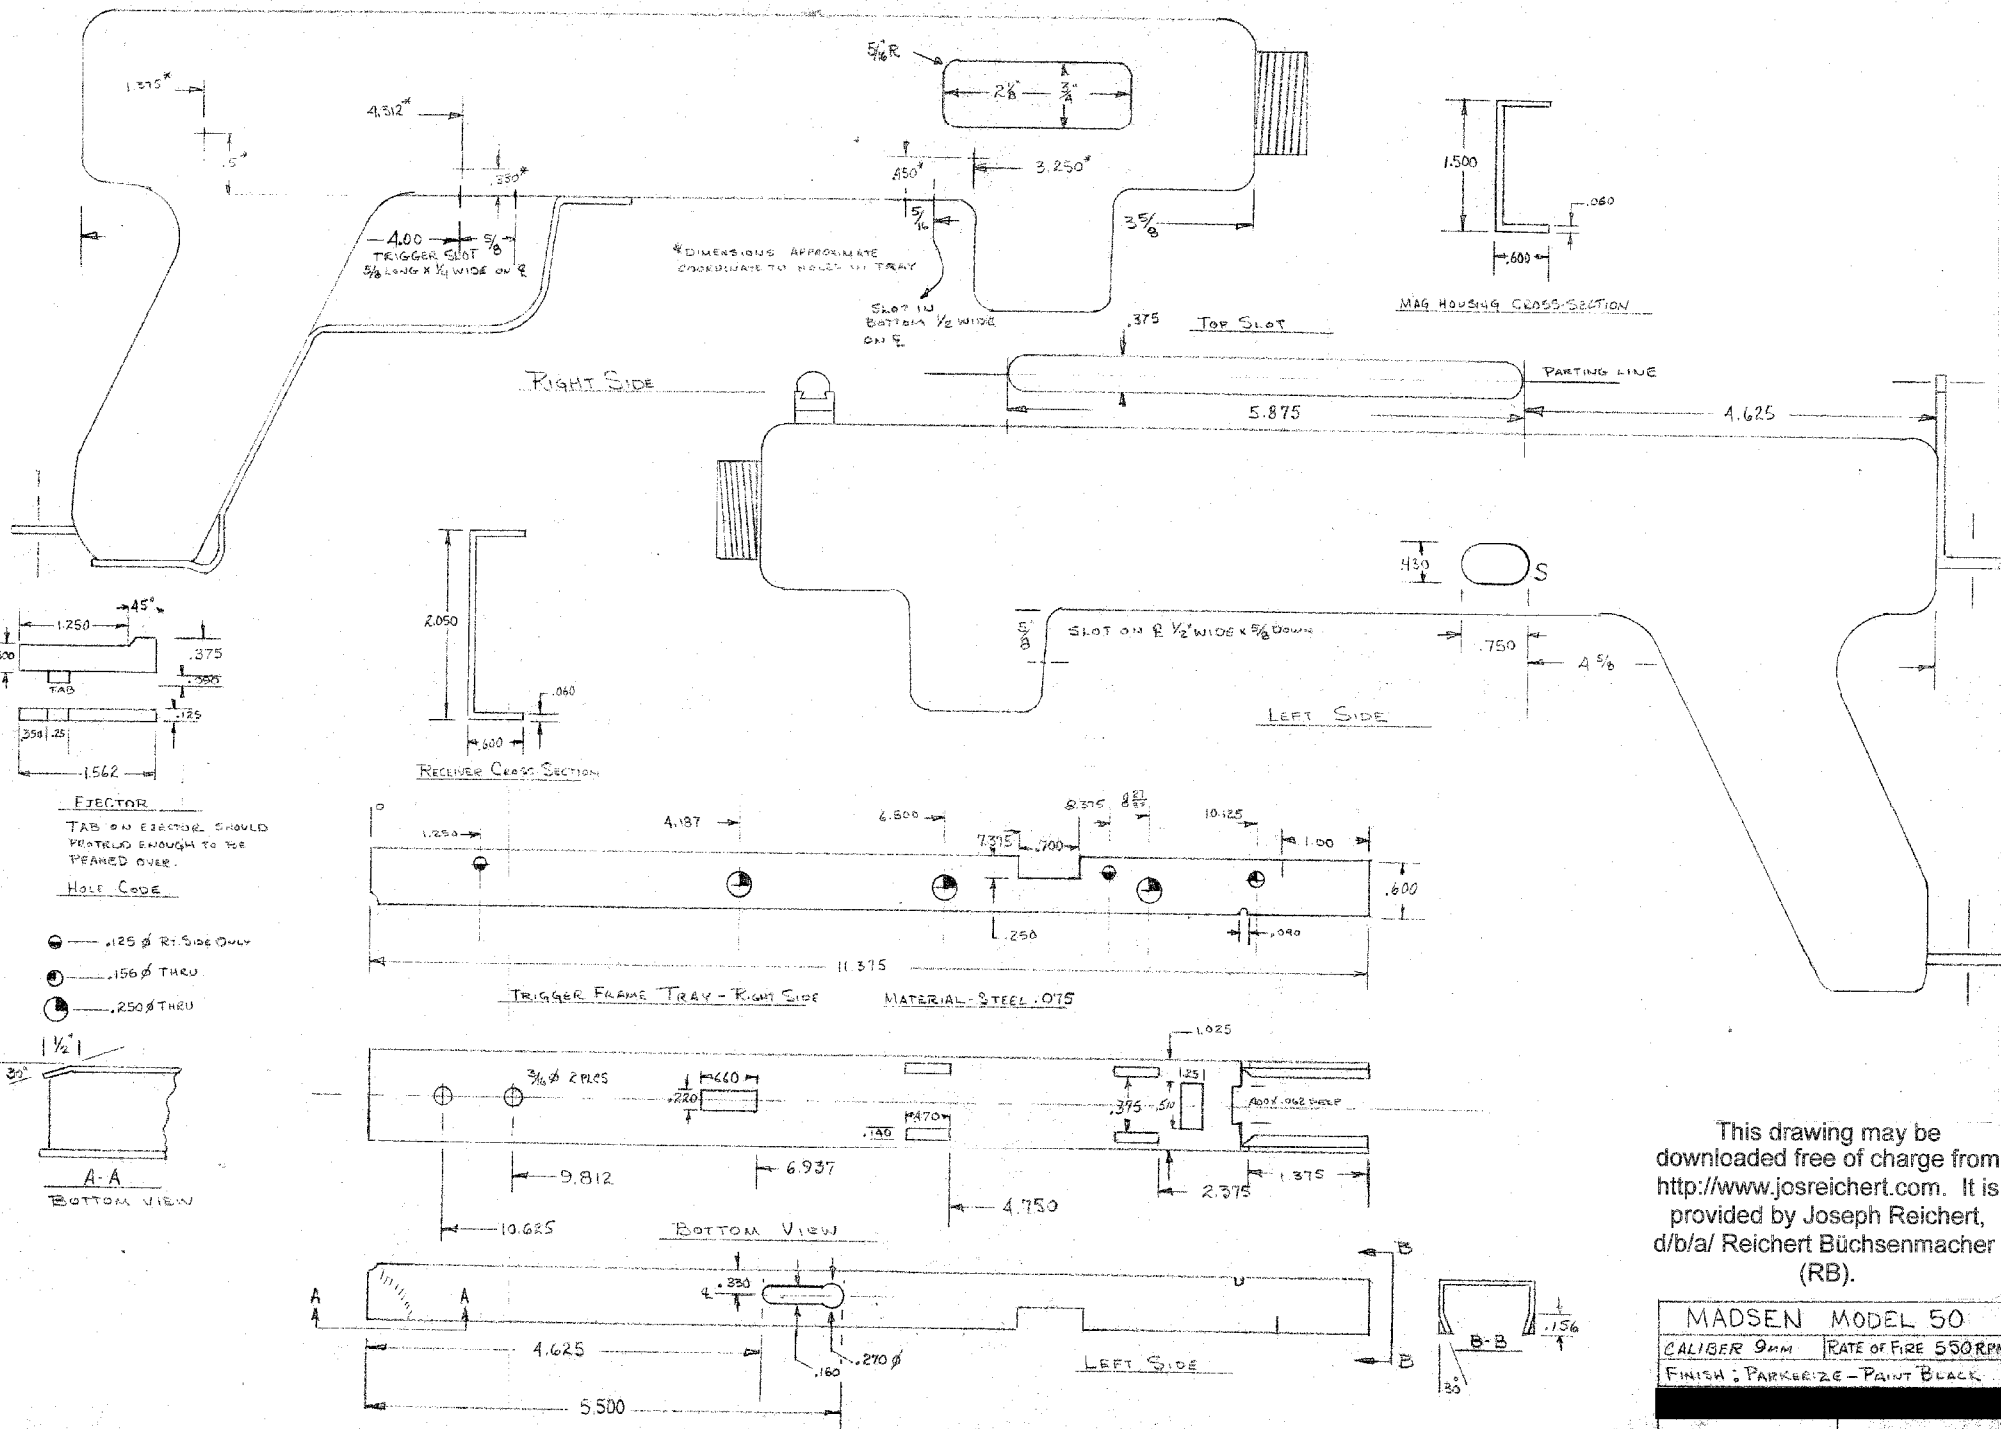 1.375*
4.312*
.5*
.330*
4.00
5/8
TRIGGER SLOT
5/8 LONG X 1/4 WIDE ON ℄
5/16 R
2 1/8"
3/4"
.450*
3.250*
5/16
3 5/8
*DIMENSIONS APPROXIMATE
COORDINATE TO HOLES IN TRAY
SLOT IN
BOTTOM 1/2 WIDE
ON ℄
RIGHT SIDE
1.500
.060
.600
MAG HOUSING CROSS-SECTION
.375
TOP SLOT
PARTING LINE
5.875
4.625
.430
S
.750
4 5/8
5/8
SLOT ON ℄ 1/2" WIDE X 5/8 DOWN
LEFT SIDE
2.050
.060
.600
RECEIVER CROSS-SECTION
45°
1.250
.375
TAB
.125
.350
.25
1.562
EJECTOR
TAB ON EJECTOR SHOULD
PROTRUD ENOUGH TO BE
PEANED OVER.
HOLE CODE
.125 ø RT. SIDE ONLY
.156 ø THRU
.250 ø THRU
1/2"
30°
A-A
BOTTOM VIEW
0
1.250
4.187
6.800
7.375
.700
8.375
10.125
1.00
.600
.250
.090
11.375
TRIGGER FRAME TRAY - RIGHT SIDE
MATERIAL - STEEL .075
1.025
3/16 ø 2 PLCS
.660
.220
.470
.140
.395
.510
.125
.062 DEEP
9.812
6.937
10.625
4.750
2.375
1.375
BOTTOM VIEW
A
A
.330
℄
4.625
.160
.270 ø
5.500
LEFT SIDE
B
B
.156
B-B
30°
This drawing may be
downloaded free of charge from
http://www.josreichert.com. It is
provided by Joseph Reichert,
d/b/a/ Reichert Büchsenmacher
(RB).
MADSEN MODEL 50
CALIBER 9MM
RATE OF FIRE 550 RPM
FINISH: PARKERIZE - PAINT BLACK